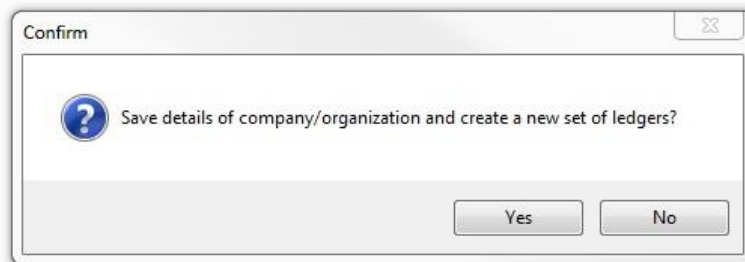 Confirm
Save details of company/organization and create a new set of ledgers?
Yes
No